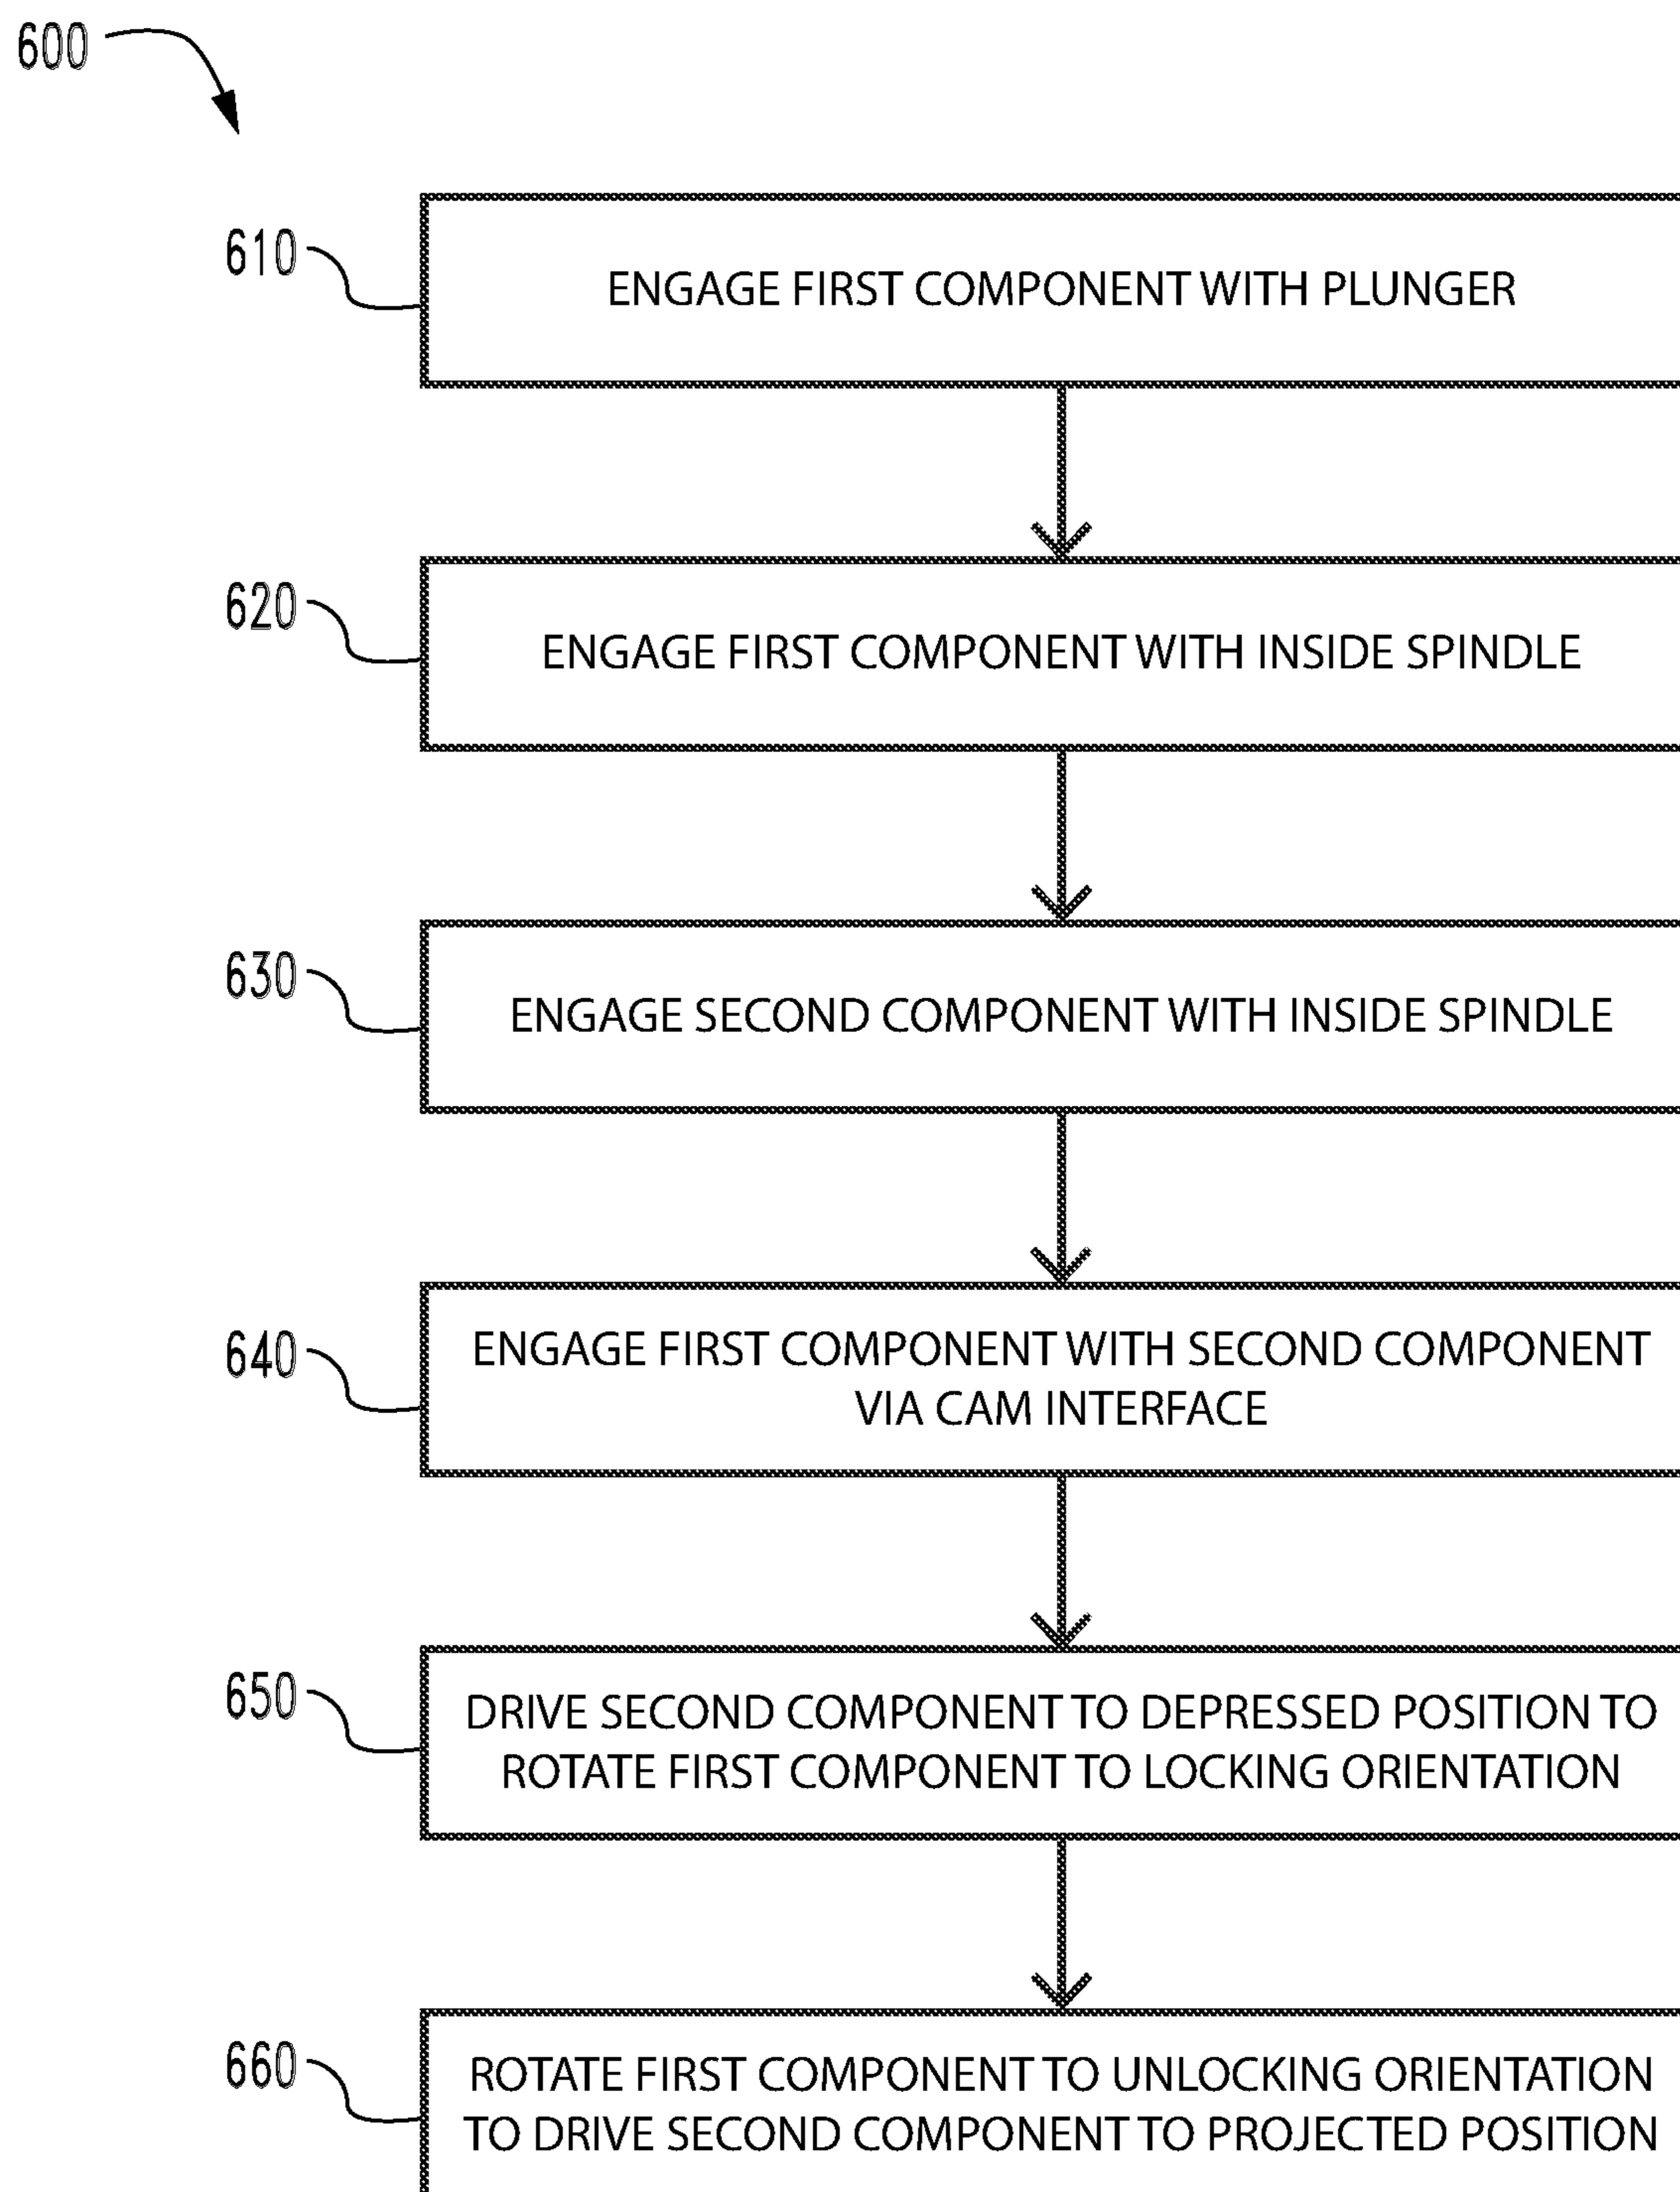 600
610
ENGAGE FIRST COMPONENT WITH PLUNGER
620
ENGAGE FIRST COMPONENT WITH INSIDE SPINDLE
630
ENGAGE SECOND COMPONENT WITH INSIDE SPINDLE
640
ENGAGE FIRST COMPONENT WITH SECOND COMPONENT
VIA CAM INTERFACE
650
DRIVE SECOND COMPONENT TO DEPRESSED POSITION TO
ROTATE FIRST COMPONENT TO LOCKING ORIENTATION
660
ROTATE FIRST COMPONENT TO UNLOCKING ORIENTATION
TO DRIVE SECOND COMPONENT TO PROJECTED POSITION